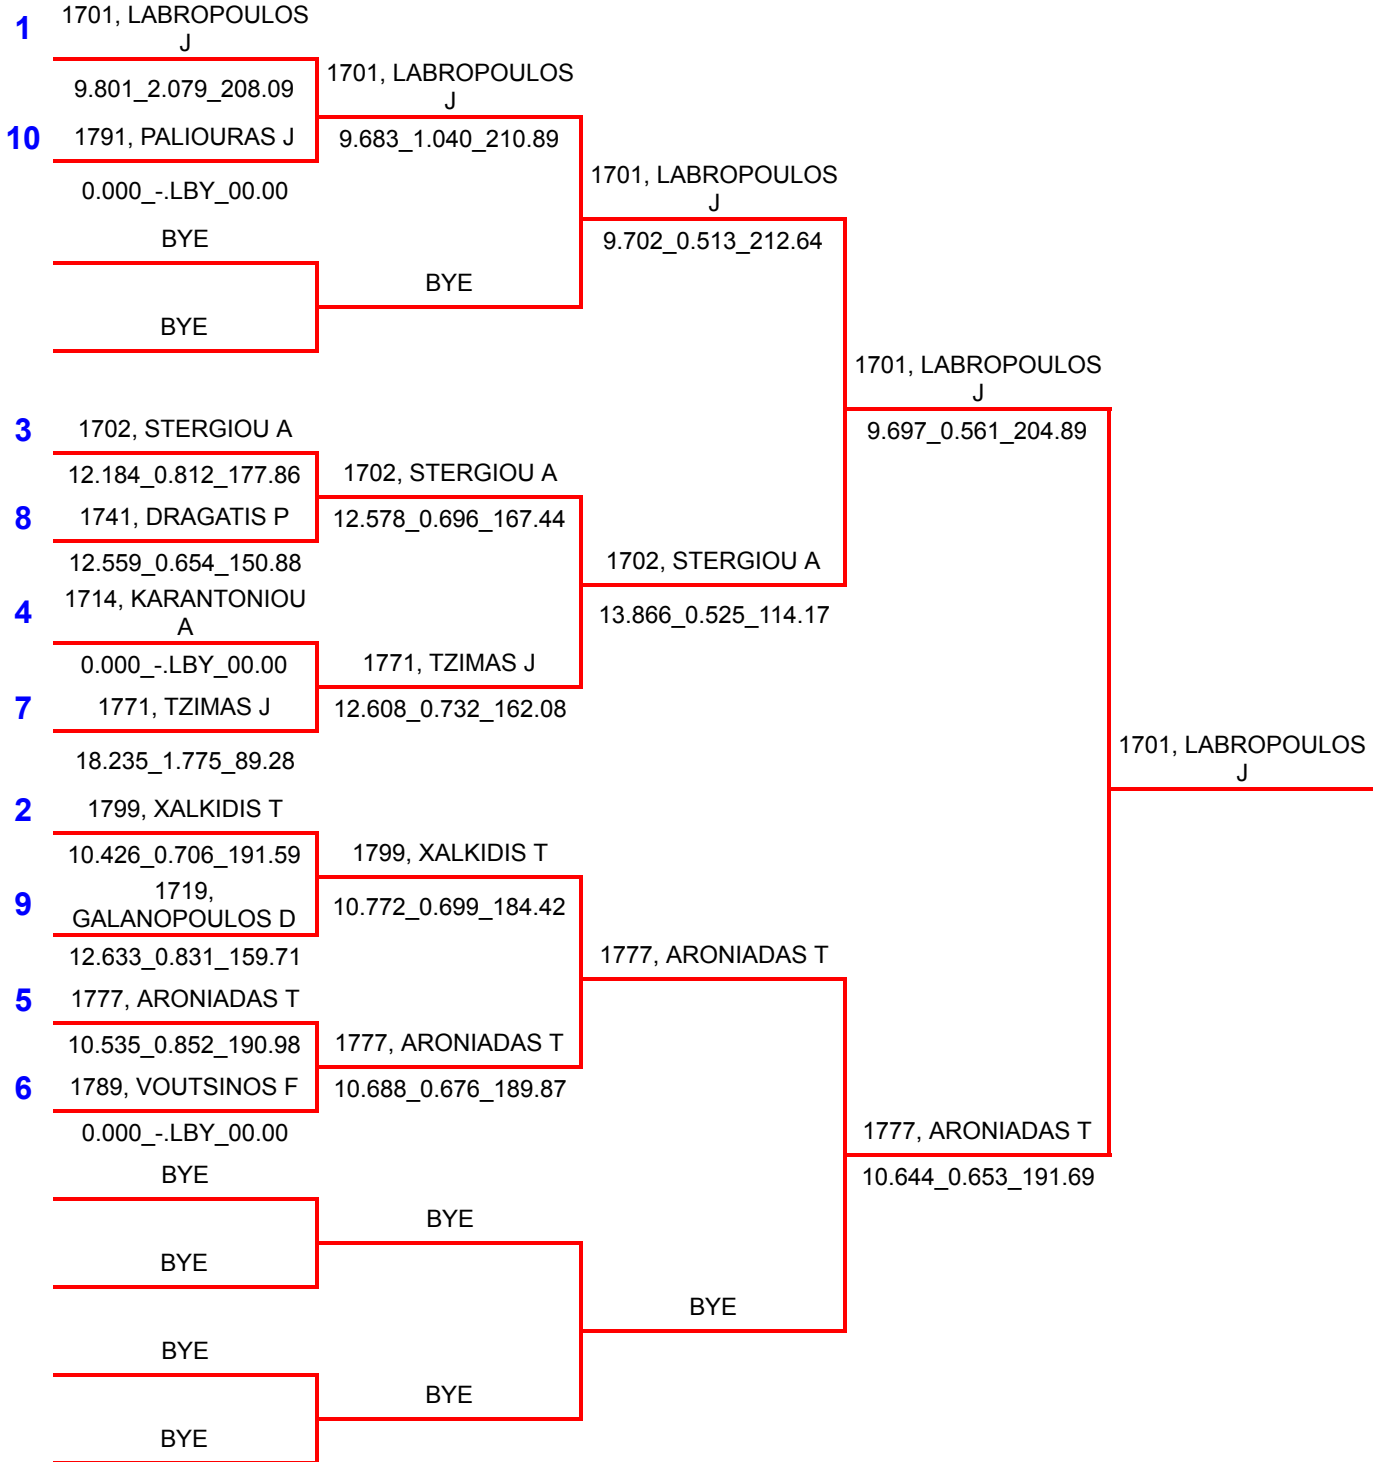 1
1701, LABROPOULOS
J
9.801_2.079_208.09
10
1791, PALIOURAS J
0.000_-.LBY_00.00
BYE
BYE
3
1702, STERGIOU A
12.184_0.812_177.86
8
1741, DRAGATIS P
12.559_0.654_150.88
4
1714, KARANTONIOU
A
0.000_-.LBY_00.00
7
1771, TZIMAS J
18.235_1.775_89.28
2
1799, XALKIDIS T
10.426_0.706_191.59
9
1719,
GALANOPOULOS D
12.633_0.831_159.71
5
1777, ARONIADAS T
10.535_0.852_190.98
6
1789, VOUTSINOS F
0.000_-.LBY_00.00
BYE
BYE
BYE
BYE
1701, LABROPOULOS
J
9.683_1.040_210.89
BYE
1702, STERGIOU A
12.578_0.696_167.44
1771, TZIMAS J
12.608_0.732_162.08
1799, XALKIDIS T
10.772_0.699_184.42
1777, ARONIADAS T
10.688_0.676_189.87
BYE
BYE
1701, LABROPOULOS
J
9.702_0.513_212.64
1702, STERGIOU A
13.866_0.525_114.17
1777, ARONIADAS T
BYE
1701, LABROPOULOS
J
9.697_0.561_204.89
1777, ARONIADAS T
10.644_0.653_191.69
1701, LABROPOULOS
J